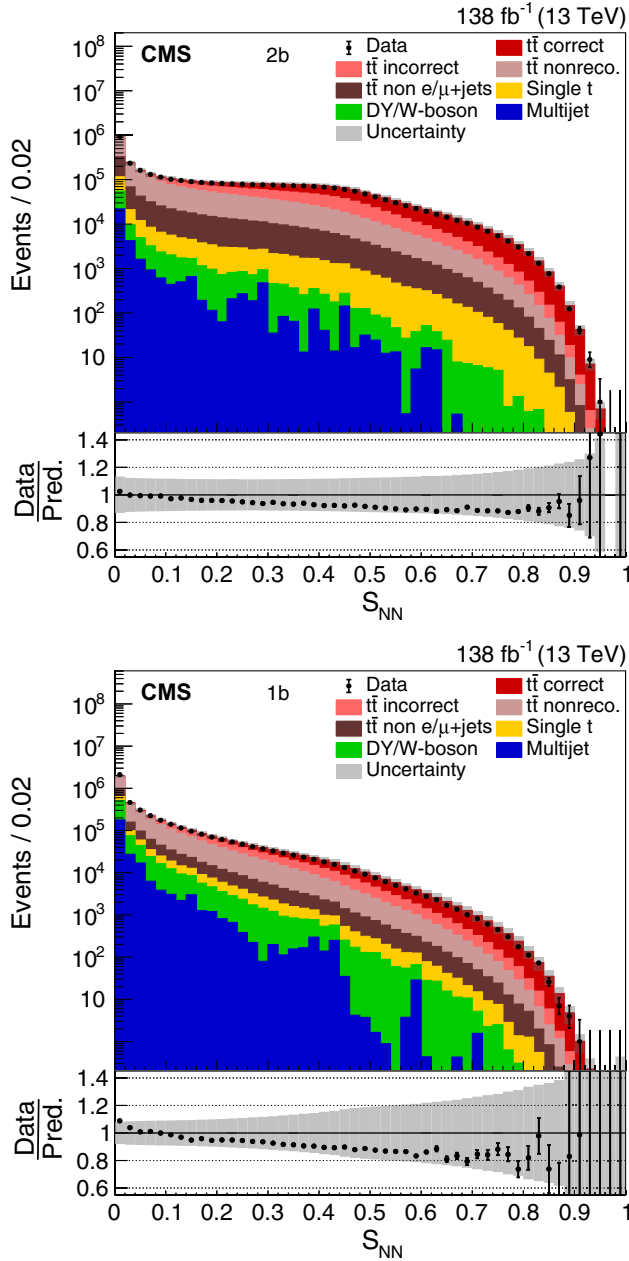 138 fb⁻¹ (13 TeV)
CMS 2b
Data tt̄ correct
tt̄ incorrect tt̄ nonreco.
tt̄ non e/μ+jets Single t
DY/W-boson Multijet
Uncertainty
Events / 0.02
10⁸
10⁶
10⁵
10⁴
10³
10²
10
Data
Pred.
1.4
1.2
1
0.8
0.6
0 0.1 0.2 0.3 0.4 0.5 0.6 0.7 0.8 0.9 1
S_NN
138 fb⁻¹ (13 TeV)
CMS 1b
Data tt̄ correct
tt̄ incorrect tt̄ nonreco.
tt̄ non e/μ+jets Single t
DY/W-boson Multijet
Uncertainty
Events / 0.02
10⁸
10⁷
10⁶
10⁵
10⁴
10³
10²
10
Data
Pred.
1.4
1.2
1
0.8
0.6
0 0.1 0.2 0.3 0.4 0.5 0.6 0.7 0.8 0.9 1
S_NN